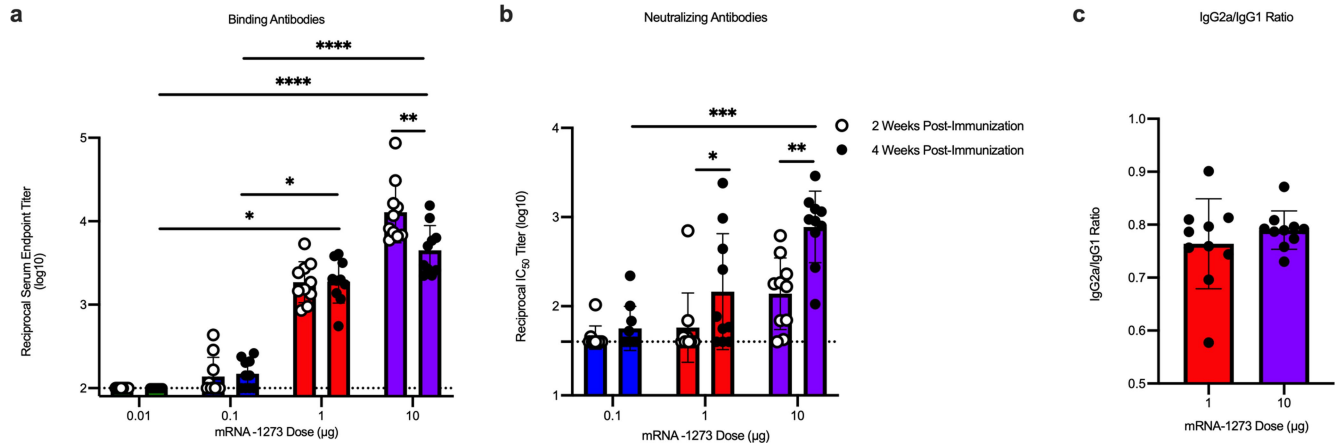 a
Binding Antibodies
****
****
**
*
*
5
4
3
2
Reciprocal Serum Endpoint Titer
(log10)
0.01
0.1
1
10
mRNA -1273 Dose (µg)
b
Neutralizing Antibodies
***
*
**
4
3
2
1
Reciprocal IC50 Titer (log10)
0.1
1
10
mRNA -1273 Dose (µg)
2 Weeks Post-Immunization
4 Weeks Post-Immunization
c
IgG2a/IgG1 Ratio
1.0
0.9
0.8
0.7
0.6
0.5
IgG2a/IgG1 Ratio
1
10
mRNA -1273 Dose (µg)